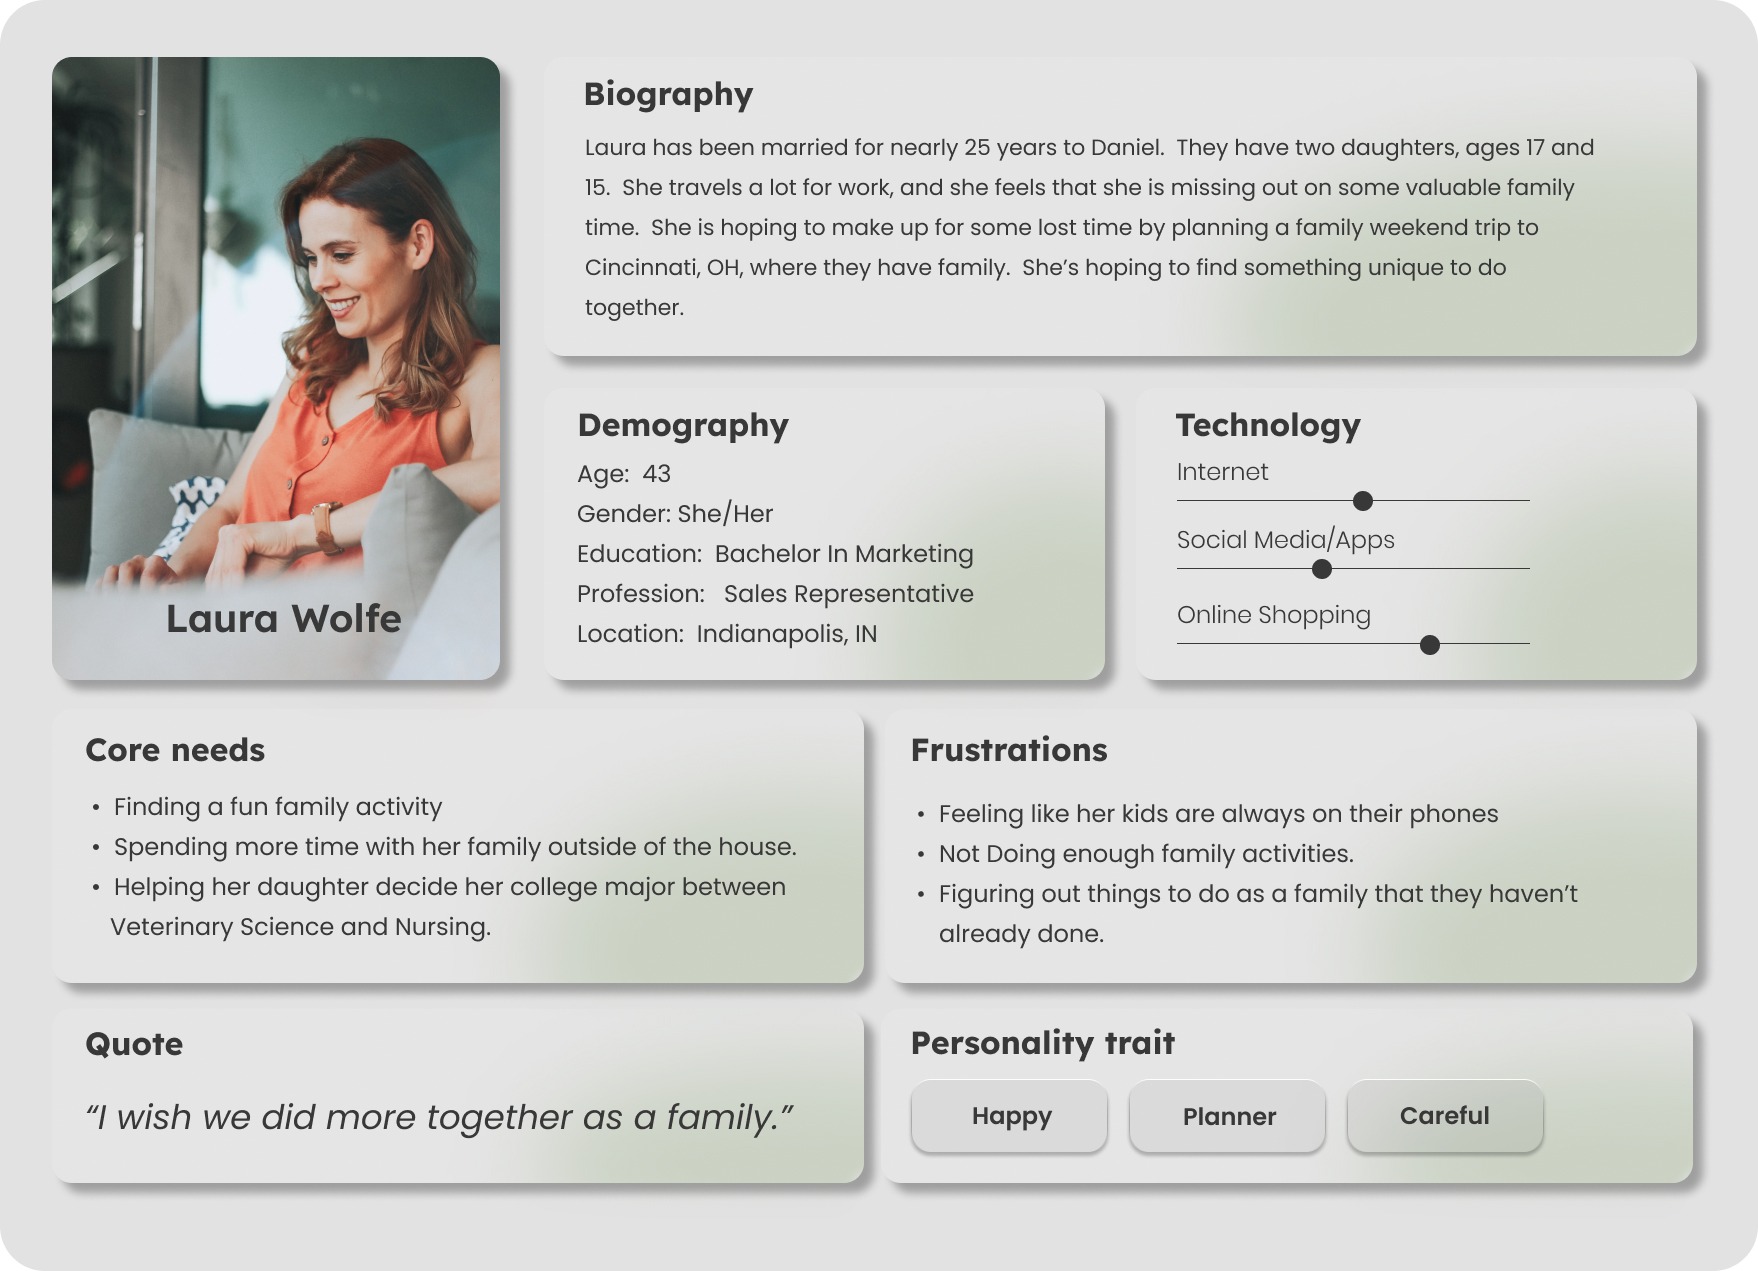 Laura Wolfe
Biography
Laura has been married for nearly 25 years to Daniel.  They have two daughters, ages 17 and
15.  She travels a lot for work, and she feels that she is missing out on some valuable family
time.  She is hoping to make up for some lost time by planning a family weekend trip to
Cincinnati, OH, where they have family.  She’s hoping to find something unique to do
together.
Demography
Age:  43
Gender: She/Her
Education:  Bachelor In Marketing
Profession:   Sales Representative
Location:  Indianapolis, IN
Technology
Internet
Social Media/Apps
Online Shopping
Core needs
• Finding a fun family activity
• Spending more time with her family outside of the house.
• Helping her daughter decide her college major between
Veterinary Science and Nursing.
Frustrations
• Feeling like her kids are always on their phones
• Not Doing enough family activities.
• Figuring out things to do as a family that they haven’t
already done.
Quote
“I wish we did more together as a family.”
Personality trait
Happy
Planner
Careful